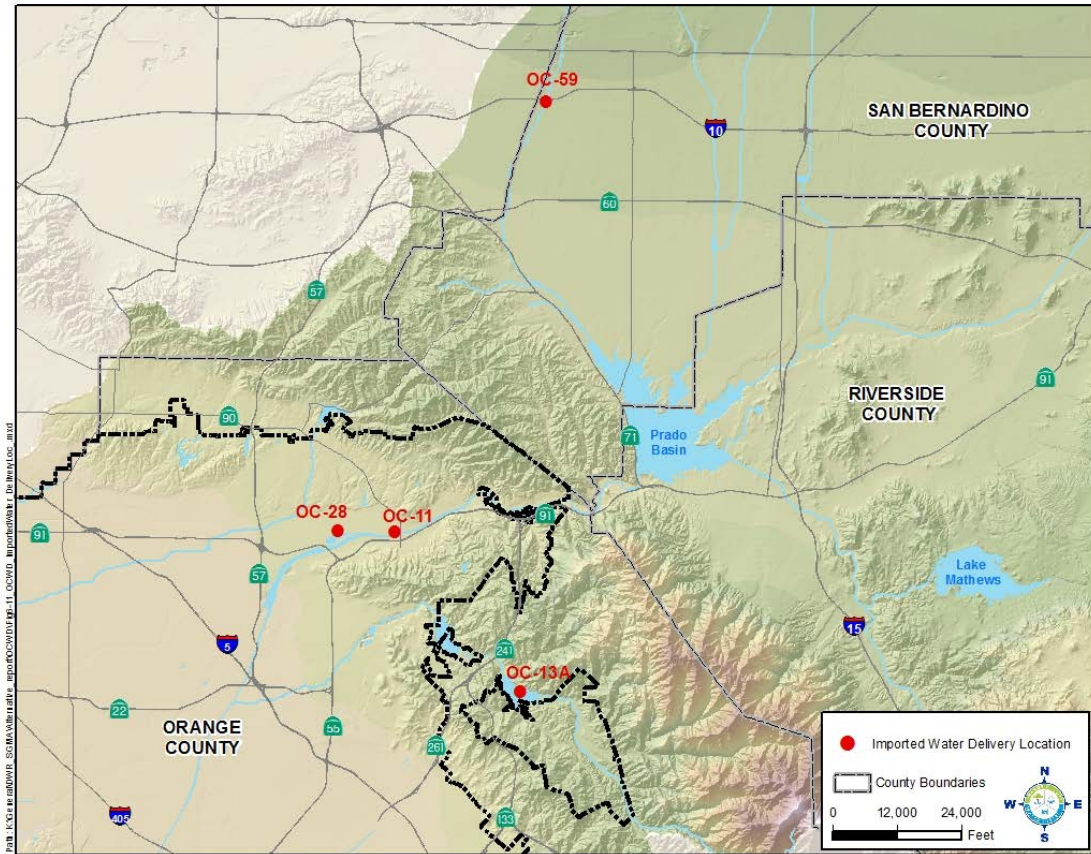 OC-59
SAN BERNARDINO
COUNTY
10
60
57
RIVERSIDE
COUNTY
91
90
71
Prado
Basin
OC-28
OC-11
91
91
57
Lake
Mathews
15
5
241
OC-13A
22
ORANGE
COUNTY
55
261
405
133
Imported Water Delivery Location
County Boundaries
0 12,000 24,000
Feet
N
W E
S